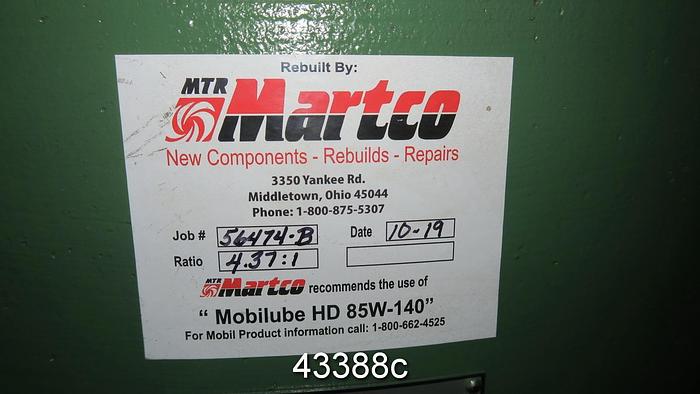 Rebuilt By:
MTR Martco
New Components - Rebuilds - Repairs
3350 Yankee Rd.
Middletown, Ohio 45044
Phone: 1-800-875-5307
Job # 56474-B Date 10-19
Ratio 4.37:1
MTR Martco recommends the use of
“ Mobilube HD 85W-140”
For Mobil Product information call: 1-800-662-4525
43388c